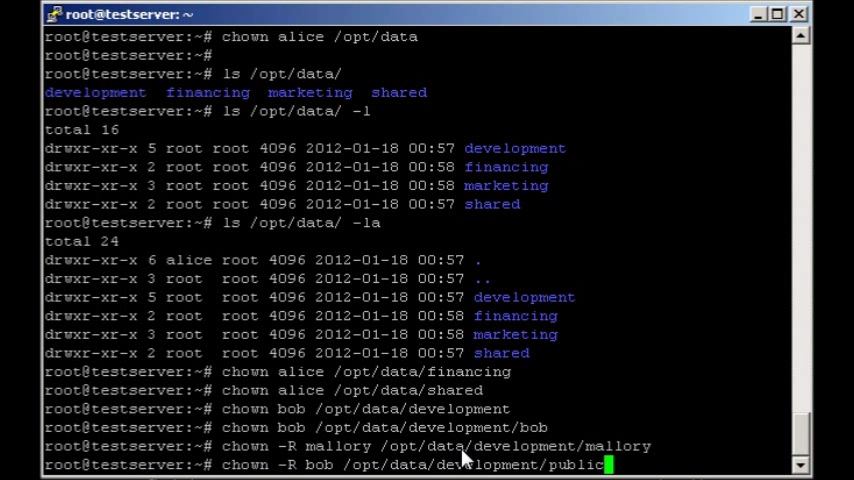 root@testserver: ~
root@testserver:~# chown alice /opt/data
root@testserver:~#
root@testserver:~# ls /opt/data/
development  financing  marketing  shared
root@testserver:~# ls /opt/data/ -l
total 16
drwxr-xr-x 5 root root 4096 2012-01-18 00:57 development
drwxr-xr-x 2 root root 4096 2012-01-18 00:58 financing
drwxr-xr-x 3 root root 4096 2012-01-18 00:58 marketing
drwxr-xr-x 2 root root 4096 2012-01-18 00:57 shared
root@testserver:~# ls /opt/data/ -la
total 24
drwxr-xr-x 6 alice root 4096 2012-01-18 00:57 .
drwxr-xr-x 3 root  root 4096 2012-01-18 00:57 ..
drwxr-xr-x 5 root  root 4096 2012-01-18 00:57 development
drwxr-xr-x 2 root  root 4096 2012-01-18 00:58 financing
drwxr-xr-x 3 root  root 4096 2012-01-18 00:58 marketing
drwxr-xr-x 2 root  root 4096 2012-01-18 00:57 shared
root@testserver:~# chown alice /opt/data/financing
root@testserver:~# chown alice /opt/data/shared
root@testserver:~# chown bob /opt/data/development
root@testserver:~# chown bob /opt/data/development/bob
root@testserver:~# chown -R mallory /opt/data/development/mallory
root@testserver:~# chown -R bob /opt/data/development/public